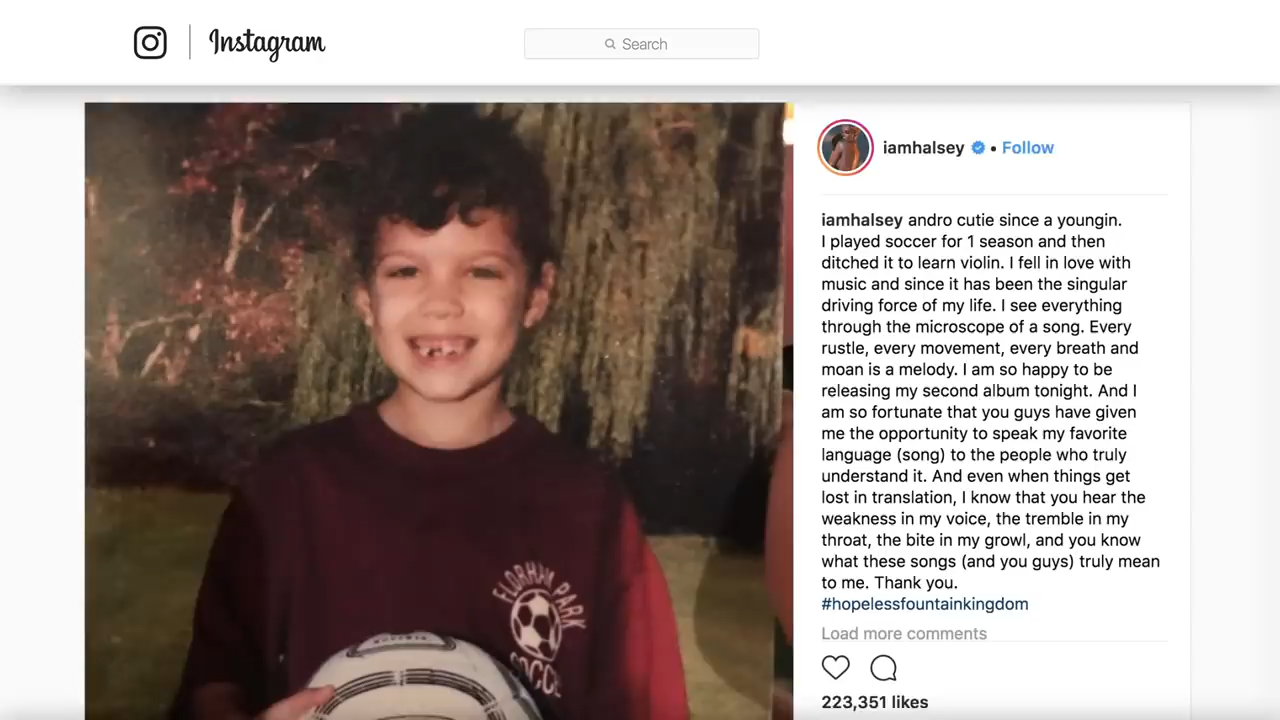 Instagram
Search
iamhalsey • Follow
iamhalsey andro cutie since a youngin.
I played soccer for 1 season and then
ditched it to learn violin. I fell in love with
music and since it has been the singular
driving force of my life. I see everything
through the microscope of a song. Every
rustle, every movement, every breath and
moan is a melody. I am so happy to be
releasing my second album tonight. And I
am so fortunate that you guys have given
me the opportunity to speak my favorite
language (song) to the people who truly
understand it. And even when things get
lost in translation, I know that you hear the
weakness in my voice, the tremble in my
throat, the bite in my growl, and you know
what these songs (and you guys) truly mean
to me. Thank you.
#hopelessfountainkingdom
Load more comments
223,351 likes
FLORHAM PARK
SOCCE